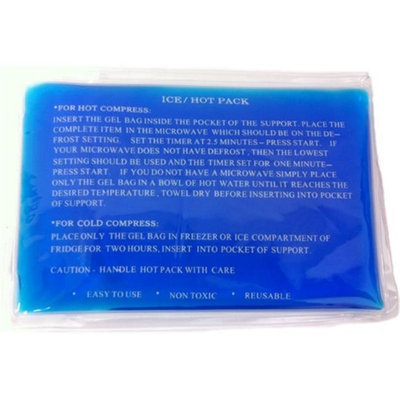 ICE/HOT PACK
*FOR HOT COMPRESS:
INSERT THE GEL BAG INSIDE THE POCKET OF THE SUPPORT. PLACE THE
COMPLETE ITEM IN THE MICROWAVE WHICH SHOULD BE ON THE DE-
FROST SETTING. SET THE TIMER AT 2.5 MINUTES – PRESS START. IF
YOUR MICROWAVE DOES NOT HAVE DEFROST, THEN THE LOWEST
SETTING SHOULD BE USED AND THE TIMER SET FOR ONE MINUTE–
PRESS START. IF YOU DO NOT HAVE A MICROWAVE SIMPLY PLACE
ONLY THE GEL BAG IN A BOWL OF HOT WATER UNTIL IT REACHES THE
DESIRED TEMPERATURE, TOWEL DRY BEFORE INSERTING INTO POCKET
OF SUPPORT.
*FOR COLD COMPRESS:
PLACE ONLY THE GEL BAG IN FREEZER OR ICE COMPARTMENT OF
FRIDGE FOR TWO HOURS, INSERT INTO POCKET OF SUPPORT.
CAUTION - HANDLE HOT PACK WITH CARE
• EASY TO USE • NON TOXIC • REUSABLE